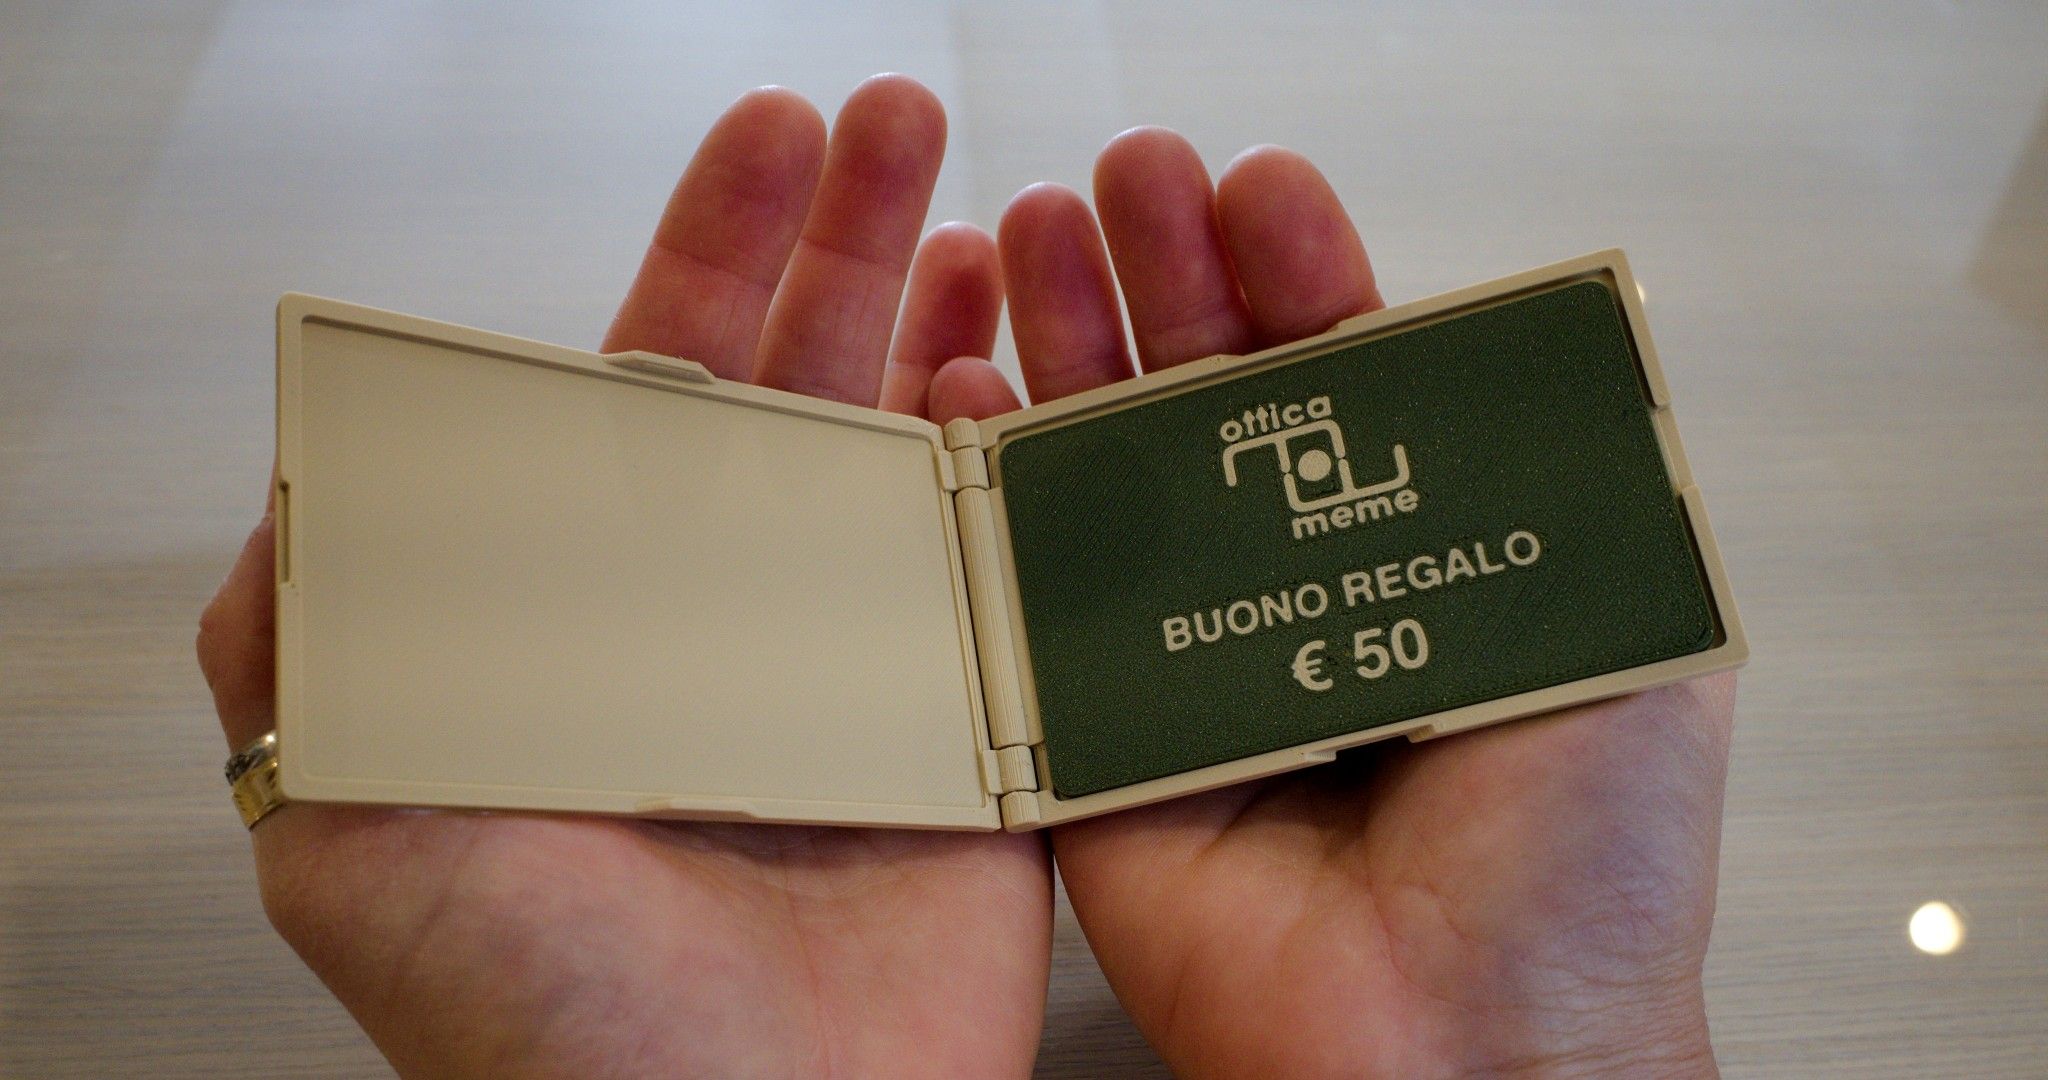 ottica
meme
BUONO REGALO
€ 50